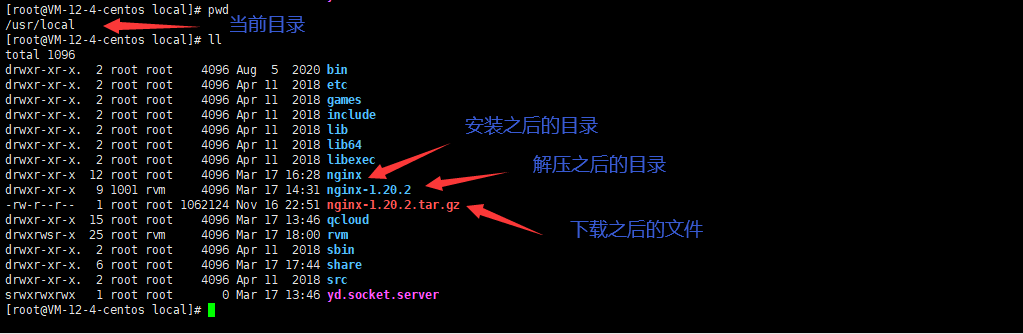 [root@VM-12-4-centos local]# pwd
/usr/local
当前目录
[root@VM-12-4-centos local]# ll
total 1096
drwxr-xr-x.  2 root root    4096 Aug  5  2020 bin
drwxr-xr-x.  2 root root    4096 Apr 11  2018 etc
drwxr-xr-x.  2 root root    4096 Apr 11  2018 games
drwxr-xr-x.  2 root root    4096 Apr 11  2018 include
drwxr-xr-x.  2 root root    4096 Apr 11  2018 lib
安装之后的目录
drwxr-xr-x.  2 root root    4096 Apr 11  2018 lib64
drwxr-xr-x.  2 root root    4096 Apr 11  2018 libexec
解压之后的目录
drwxr-xr-x  12 root root    4096 Mar 17 16:28 nginx
drwxr-xr-x   9 1001 rvm     4096 Mar 17 14:31 nginx-1.20.2
-rw-r--r--   1 root root 1062124 Nov 16 22:51 nginx-1.20.2.tar.gz
drwxr-xr-x  15 root root    4096 Mar 17 13:46 qcloud
下载之后的文件
drwxrwsr-x  25 root rvm     4096 Mar 17 18:00 rvm
drwxr-xr-x.  2 root root    4096 Apr 11  2018 sbin
drwxr-xr-x.  6 root root    4096 Mar 17 17:44 share
drwxr-xr-x.  2 root root    4096 Apr 11  2018 src
srwxrwxrwx   1 root root       0 Mar 17 13:46 yd.socket.server
[root@VM-12-4-centos local]#